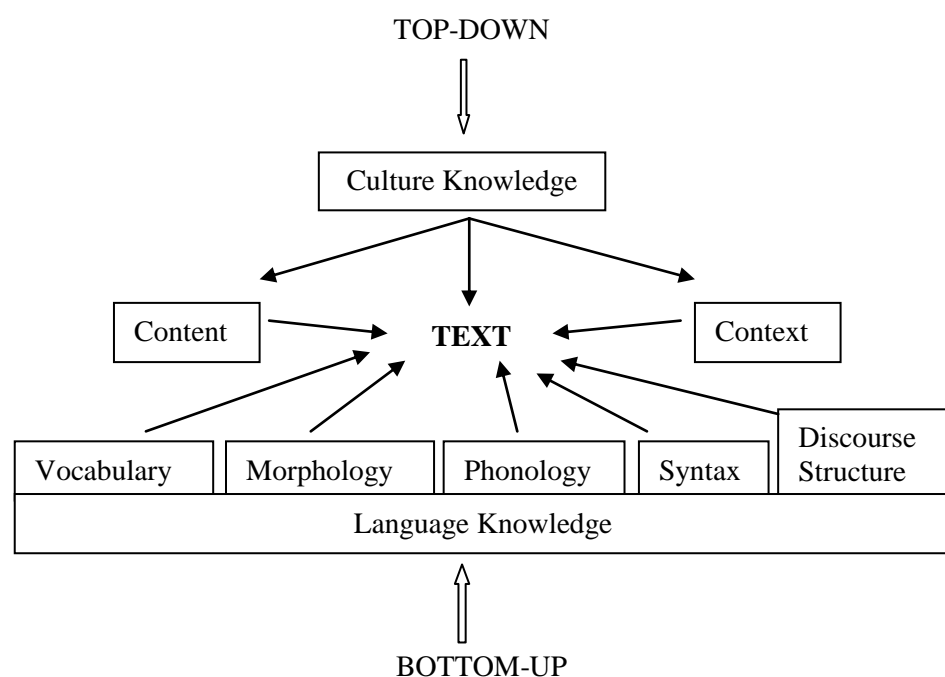 TOP-DOWN
Culture Knowledge
Content
TEXT
Context
Vocabulary
Morphology
Phonology
Syntax
Discourse
Structure
Language Knowledge
BOTTOM-UP